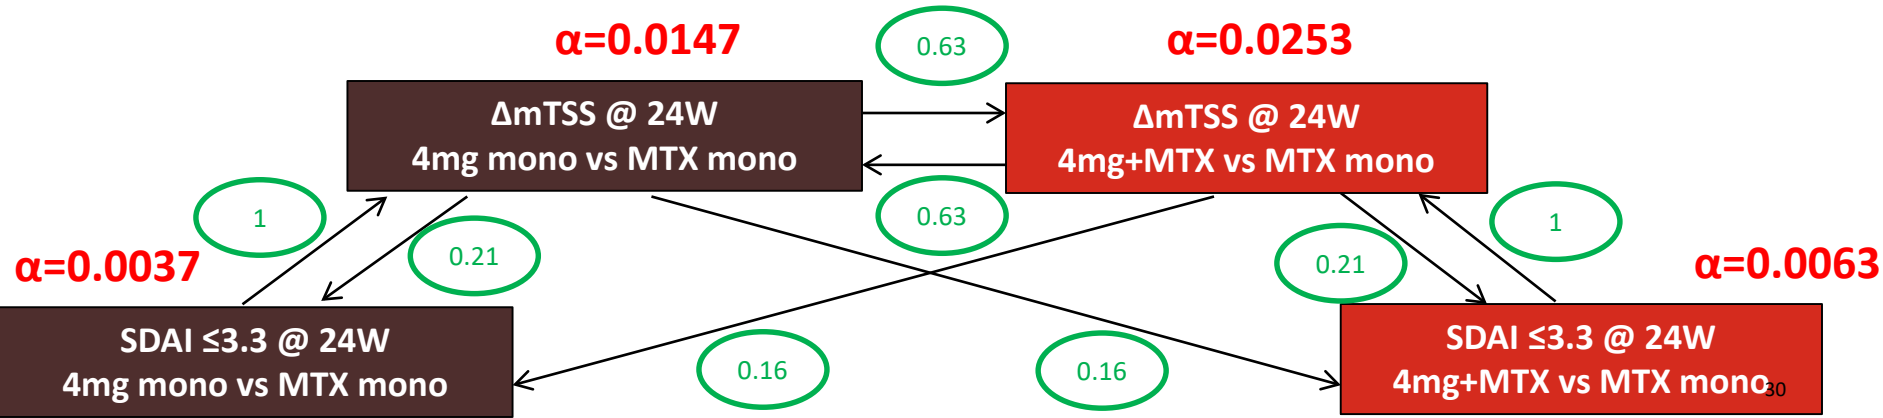 α=0.0147
0.63
α=0.0253
ΔmTSS @ 24W
4mg mono vs MTX mono
ΔmTSS @ 24W
4mg+MTX vs MTX mono
1
0.21
0.63
0.21
1
α=0.0037
α=0.0063
SDAI ≤3.3 @ 24W
4mg mono vs MTX mono
0.16
0.16
SDAI ≤3.3 @ 24W
4mg+MTX vs MTX mono
30